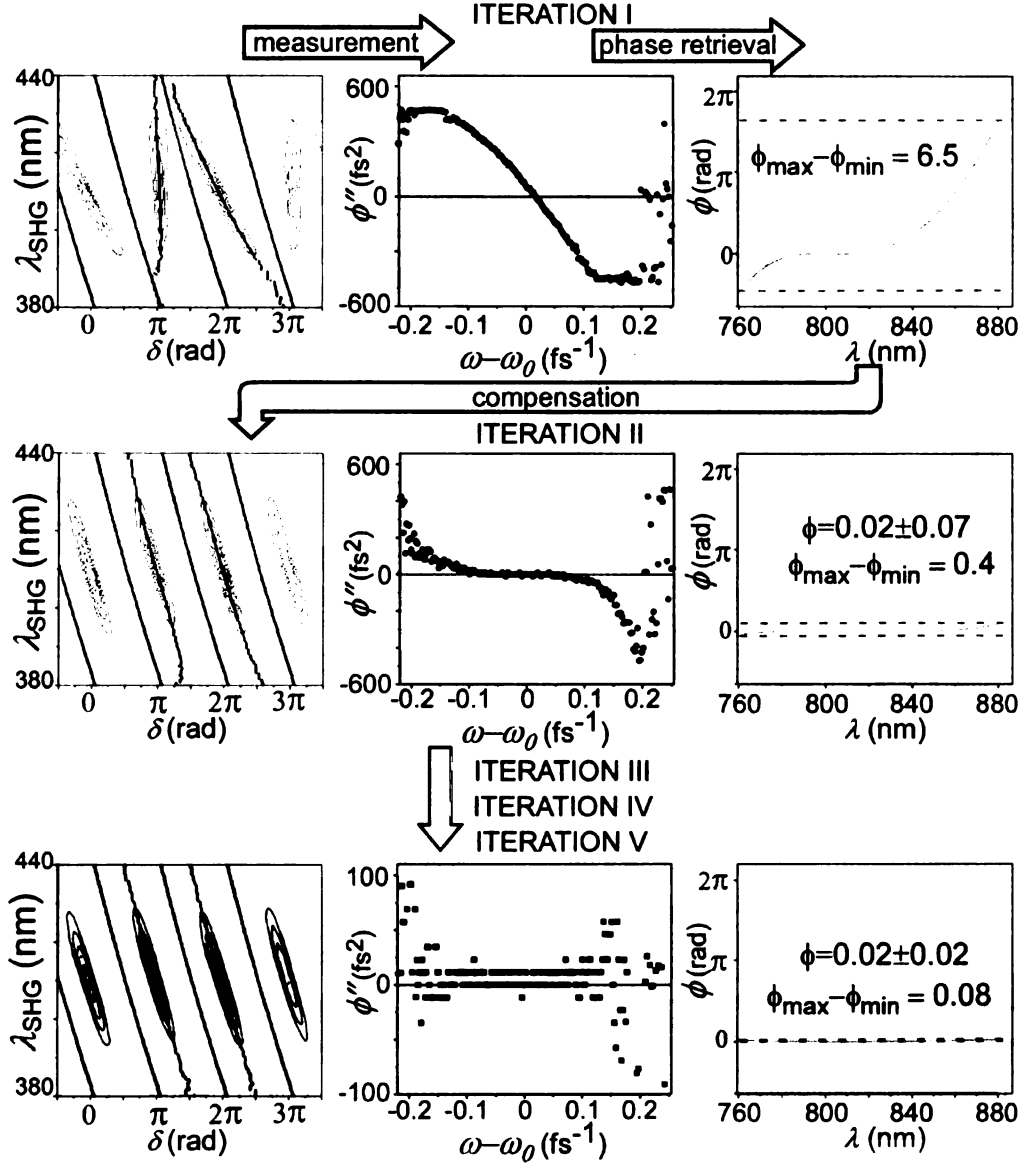 ITERATION I
measurement
phase retrieval
440
λSHG (nm)
380
0 π 2π 3π
δ (rad)
600
ϕ″(fs²)
0
-600
-0.2 -0.1 0 0.1 0.2
ω−ω0 (fs⁻¹)
2π
ϕ(rad)
π
0
ϕmax−ϕmin = 6.5
760 800 840 880
λ (nm)
compensation
ITERATION II
440
λSHG (nm)
380
0 π 2π 3π
δ (rad)
600
ϕ″(fs²)
0
-600
-0.2 -0.1 0 0.1 0.2
ω−ω0 (fs⁻¹)
2π
ϕ(rad)
π
0
ϕ=0.02±0.07
ϕmax−ϕmin = 0.4
760 800 840 880
λ (nm)
ITERATION III
ITERATION IV
ITERATION V
440
λSHG (nm)
380
0 π 2π 3π
δ (rad)
100
ϕ″(fs²)
0
-100
-0.2 -0.1 0 0.1 0.2
ω−ω0 (fs⁻¹)
2π
ϕ(rad)
π
0
ϕ=0.02±0.02
ϕmax−ϕmin = 0.08
760 800 840 880
λ (nm)